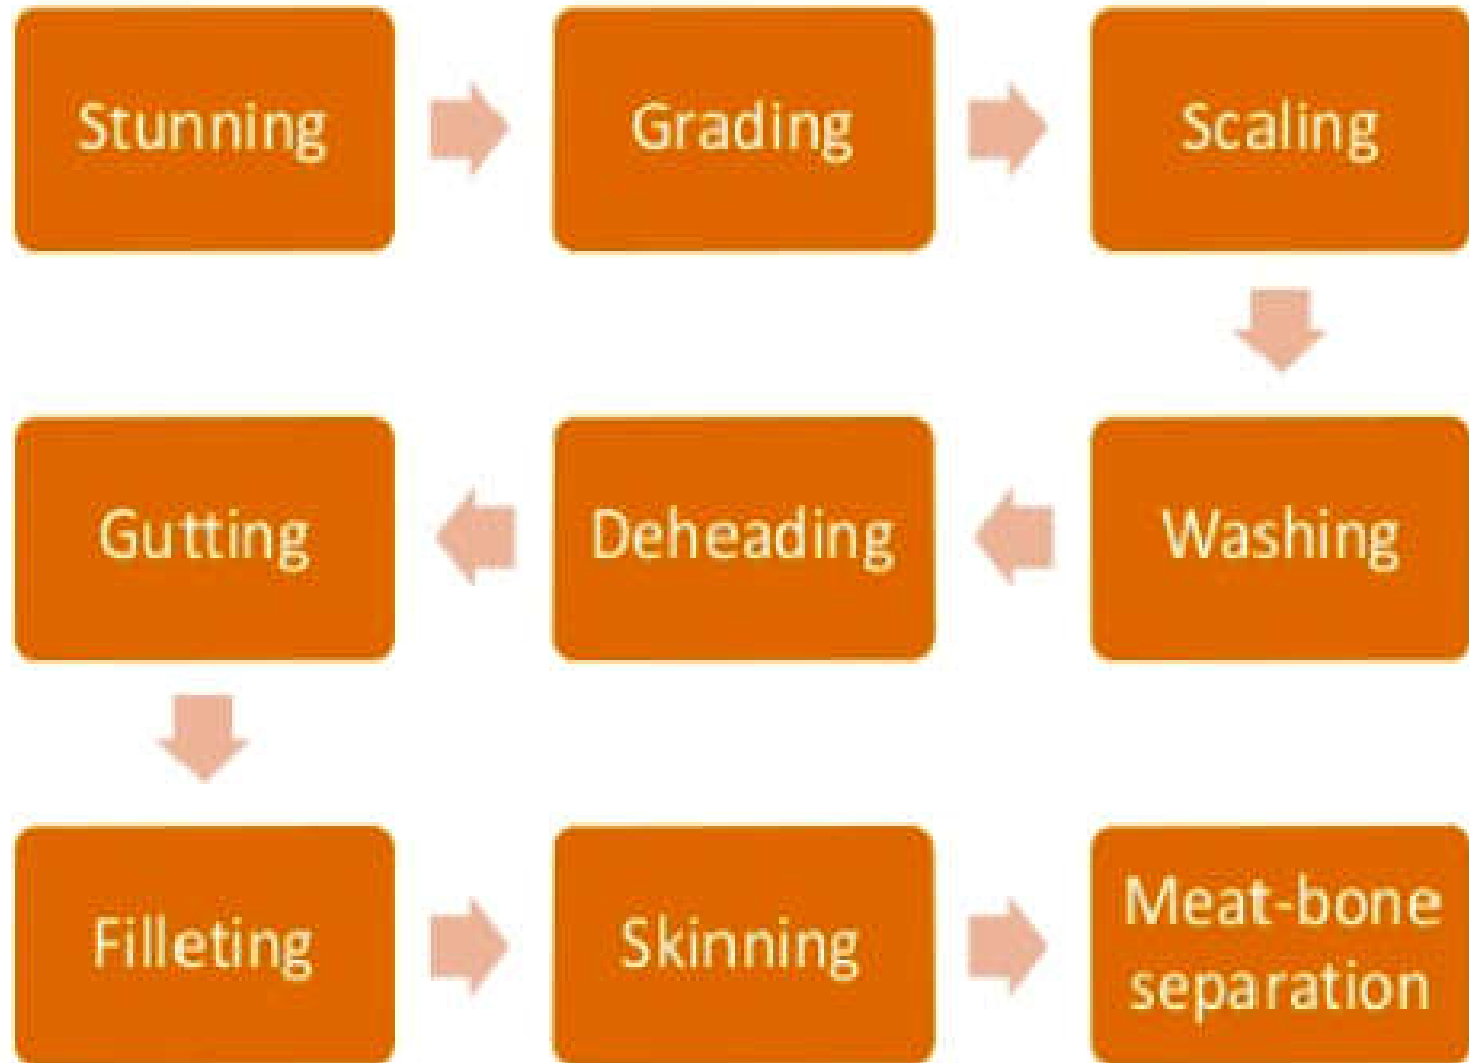 Stunning
Grading
Scaling
Washing
Deheading
Gutting
Filleting
Skinning
Meat-bone
separation